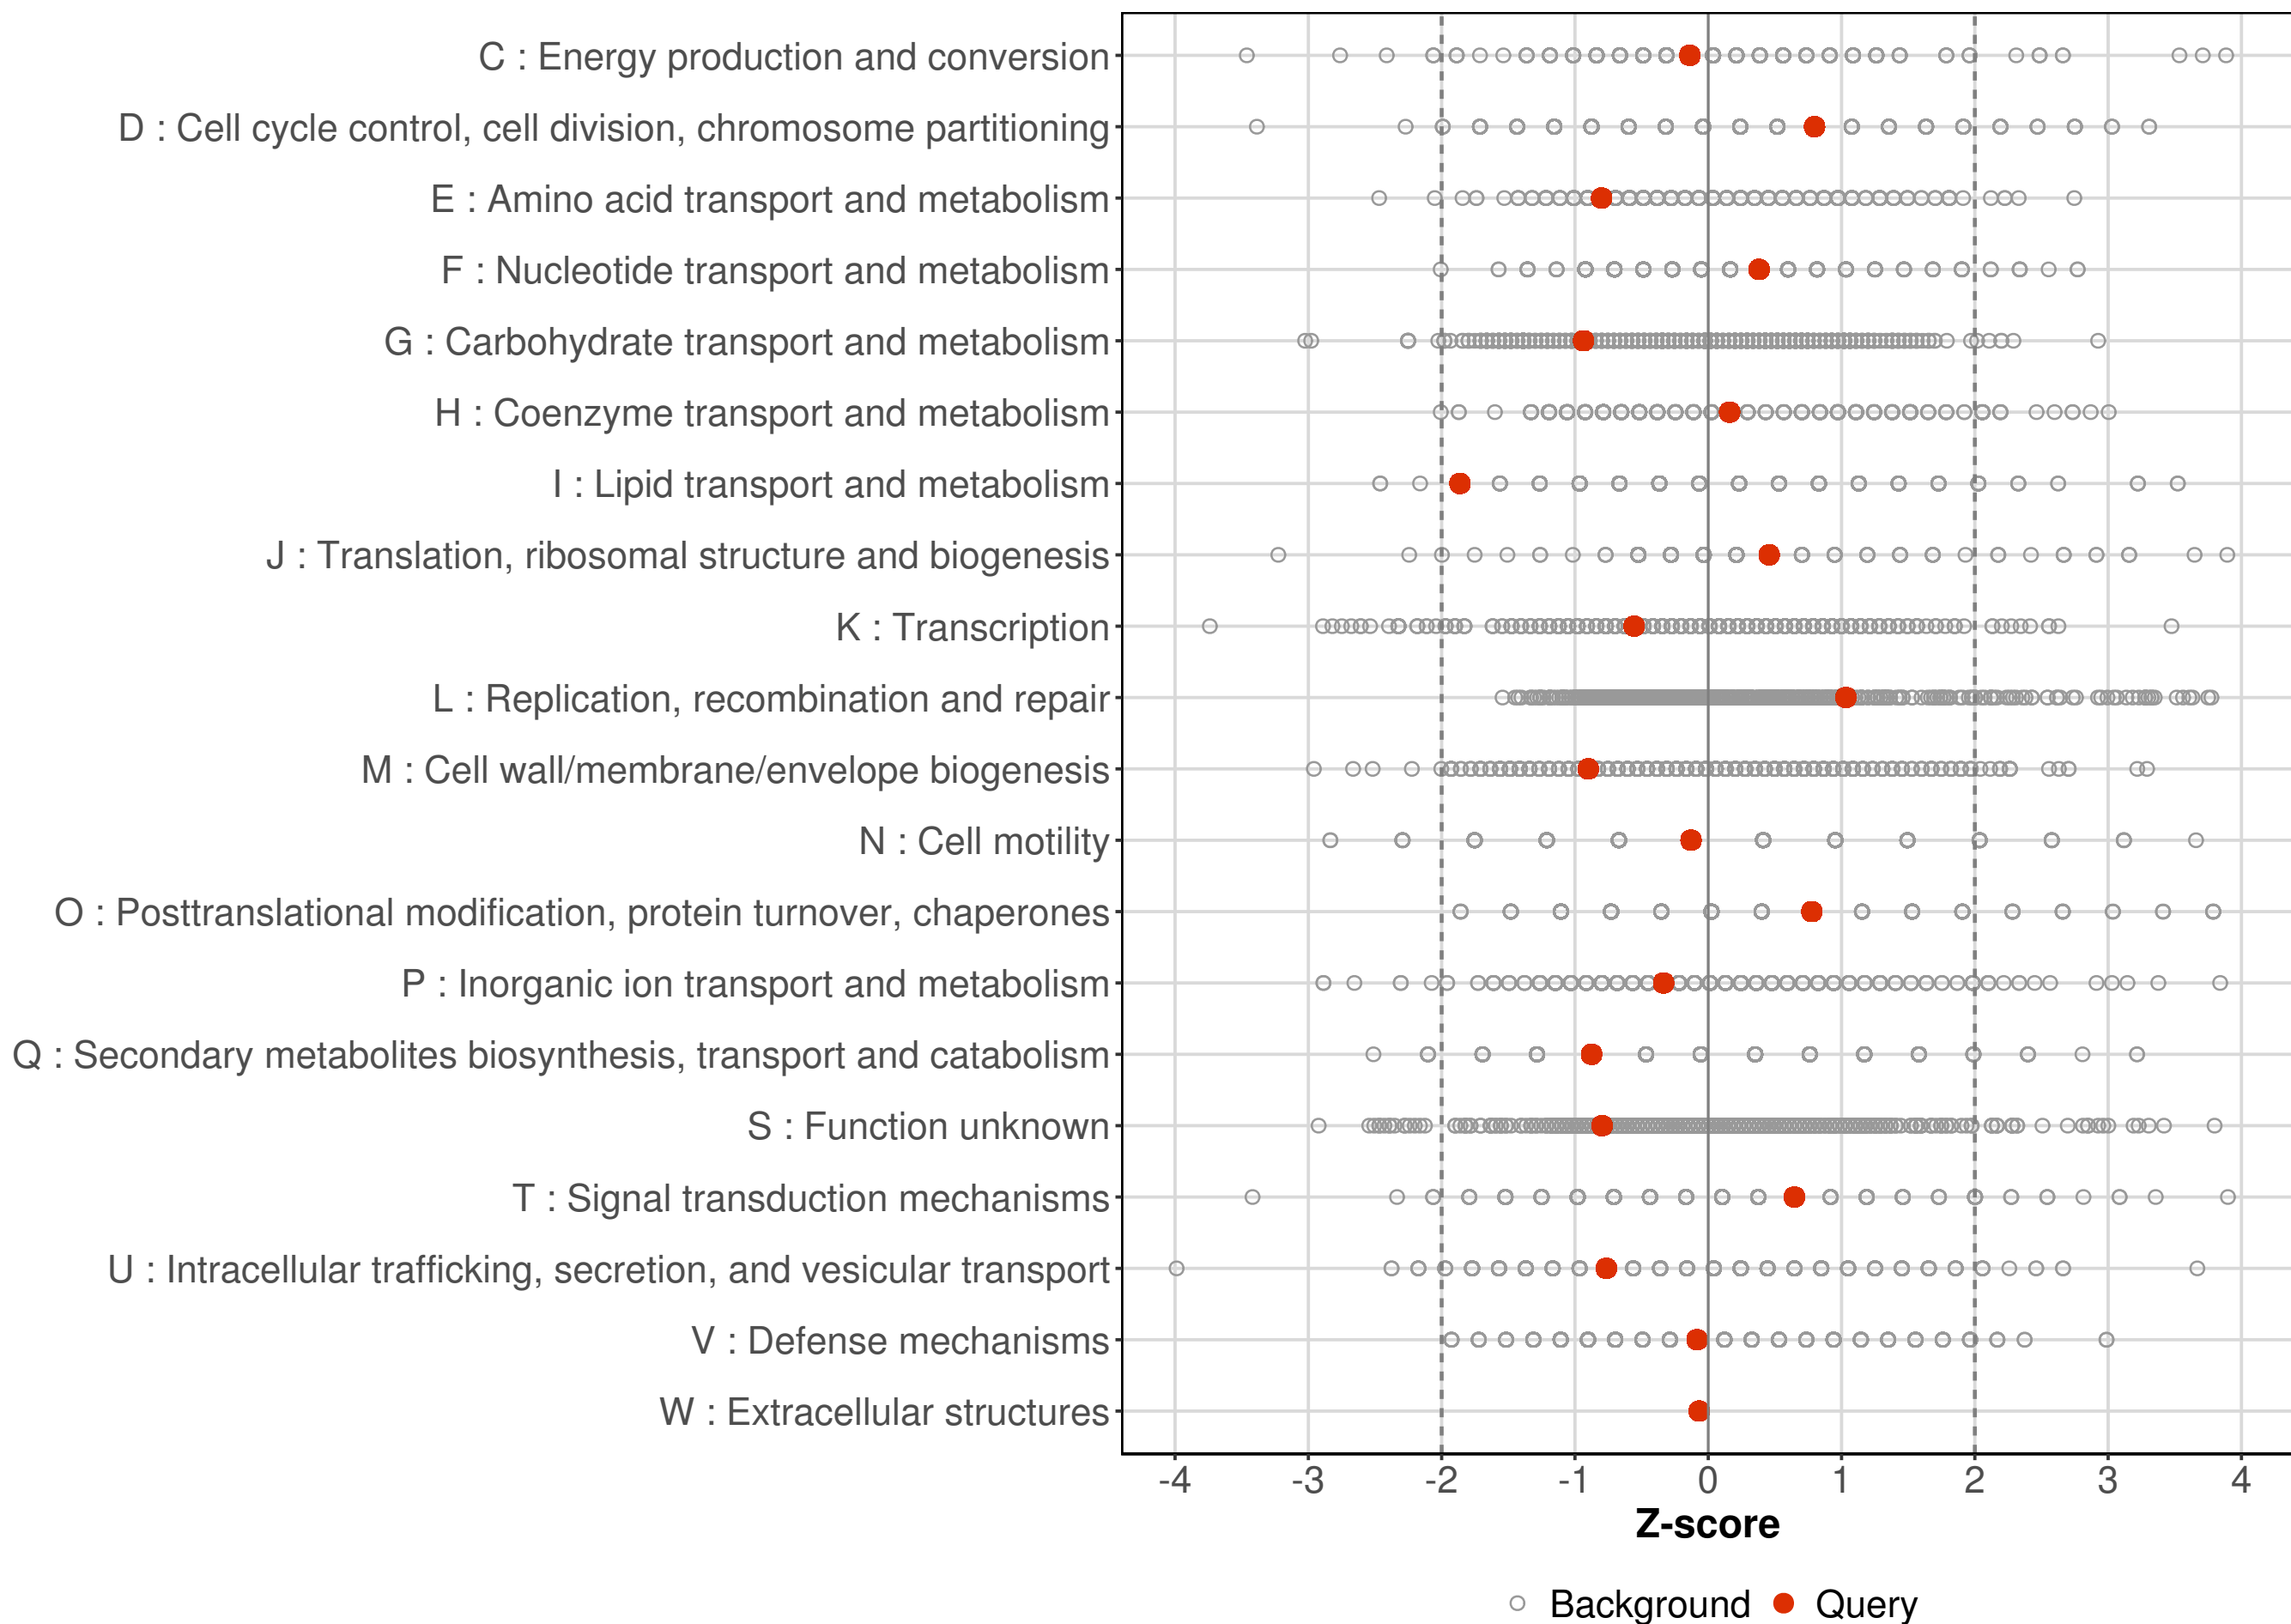 C : Energy production and conversion
D : Cell cycle control, cell division, chromosome partitioning
E : Amino acid transport and metabolism
F : Nucleotide transport and metabolism
G : Carbohydrate transport and metabolism
H : Coenzyme transport and metabolism
I : Lipid transport and metabolism
J : Translation, ribosomal structure and biogenesis
K : Transcription
L : Replication, recombination and repair
M : Cell wall/membrane/envelope biogenesis
N : Cell motility
O : Posttranslational modification, protein turnover, chaperones
P : Inorganic ion transport and metabolism
Q : Secondary metabolites biosynthesis, transport and catabolism
S : Function unknown
T : Signal transduction mechanisms
U : Intracellular trafficking, secretion, and vesicular transport
V : Defense mechanisms
W : Extracellular structures
-4 -3 -2 -1 0 1 2 3 4
Z-score
Background Query